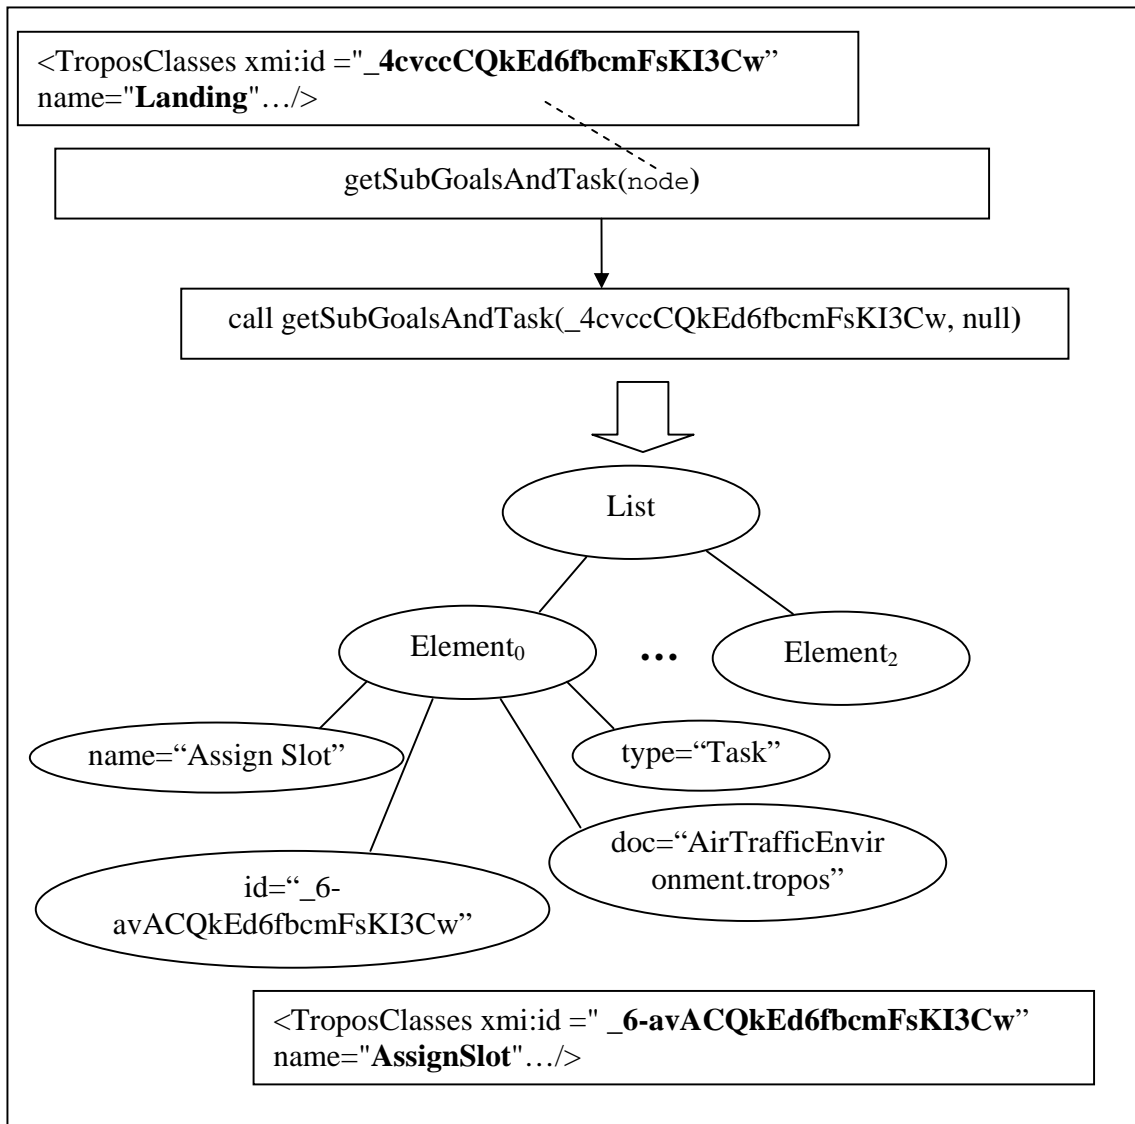 <TroposClasses xmi:id ="_4cvccCQkEd6fbcmFsKI3Cw”
name="Landing"…/>
getSubGoalsAndTask(node)
call getSubGoalsAndTask(_4cvccCQkEd6fbcmFsKI3Cw, null)
List
Element0
…
Element2
name=“Assign Slot”
type=“Task”
doc=“AirTrafficEnvir
onment.tropos”
id=“_6-
avACQkEd6fbcmFsKI3Cw”
<TroposClasses xmi:id =" _6-avACQkEd6fbcmFsKI3Cw”
name="AssignSlot"…/>